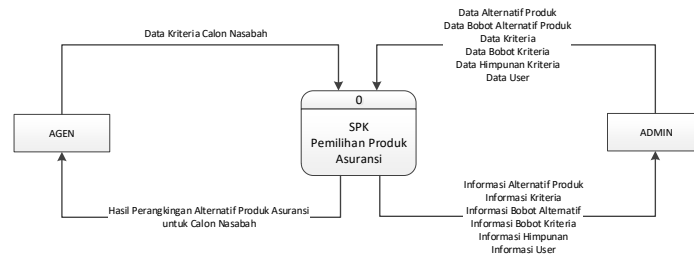 Data Alternatif Produk
Data Bobot Alternatif Produk
Data Kriteria
Data Bobot Kriteria
Data Himpunan Kriteria
Data User
Data Kriteria Calon Nasabah
0
SPK
Pemilihan Produk
Asuransi
AGEN
ADMIN
Hasil Perangkingan Alternatif Produk Asuransi
untuk Calon Nasabah
Informasi Alternatif Produk
Informasi Kriteria
Informasi Bobot Alternatif
Informasi Bobot Kriteria
Informasi Himpunan
Informasi User